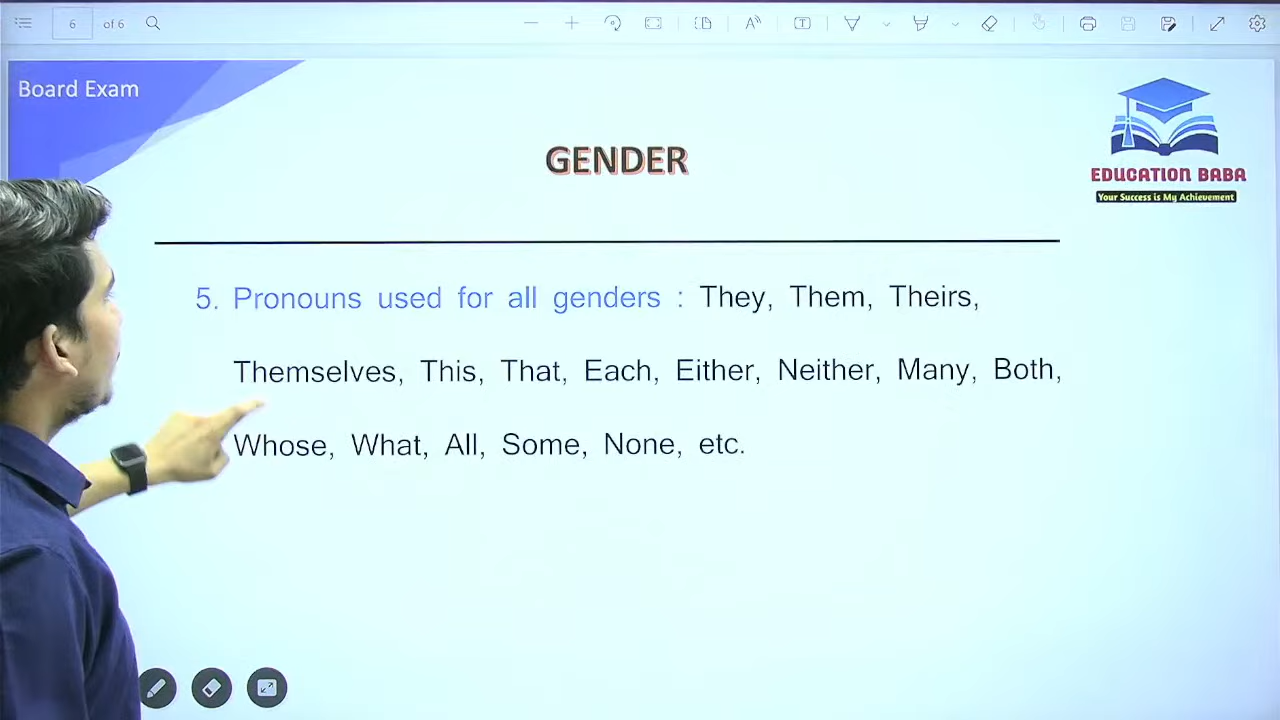 6 of 6
Board Exam
GENDER
EDUCATION BABA
Your Success is My Achievement
5. Pronouns used for all genders : They, Them, Theirs,
Themselves, This, That, Each, Either, Neither, Many, Both,
Whose, What, All, Some, None, etc.